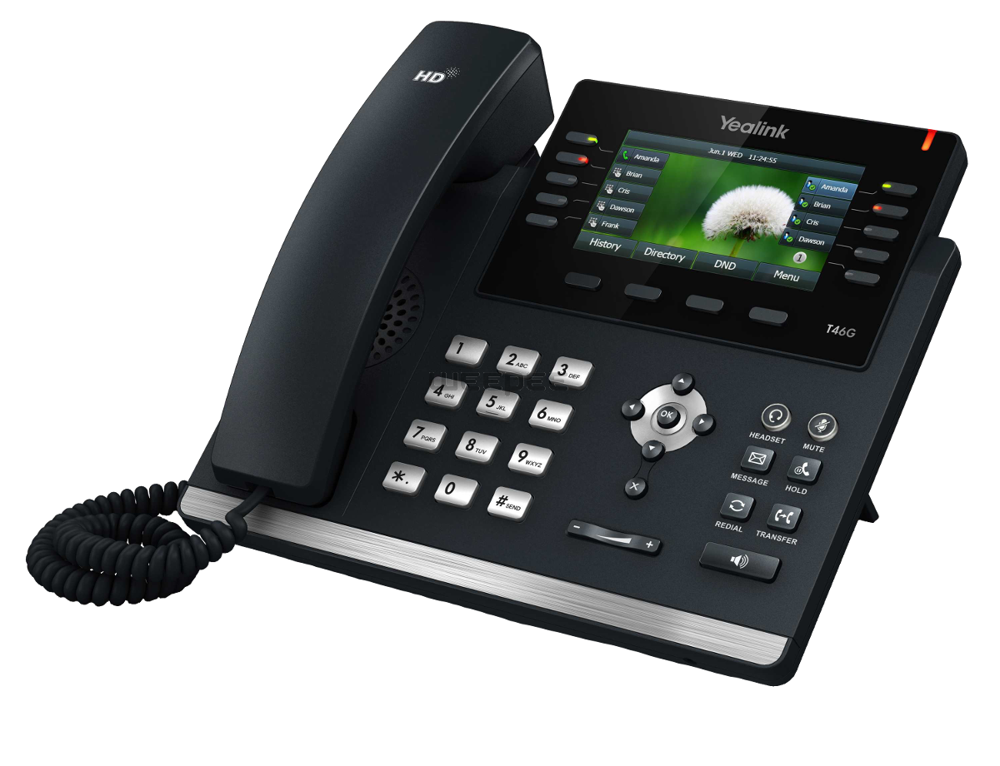 HD
Yealink
Jun.1 WED 11:24:55
Amanda
Brian
Cris
Dawson
Frank
Amanda
Brian
Cris
Dawson
1
History Directory DND Menu
T46G
1 2 ABC 3 DEF
4 GHI 5 JKL 6 MNO
7 PQRS 8 TUV 9 WXYZ
*. 0 # SEND
OK
HEADSET MUTE
MESSAGE HOLD
REDIAL TRANSFER
- +